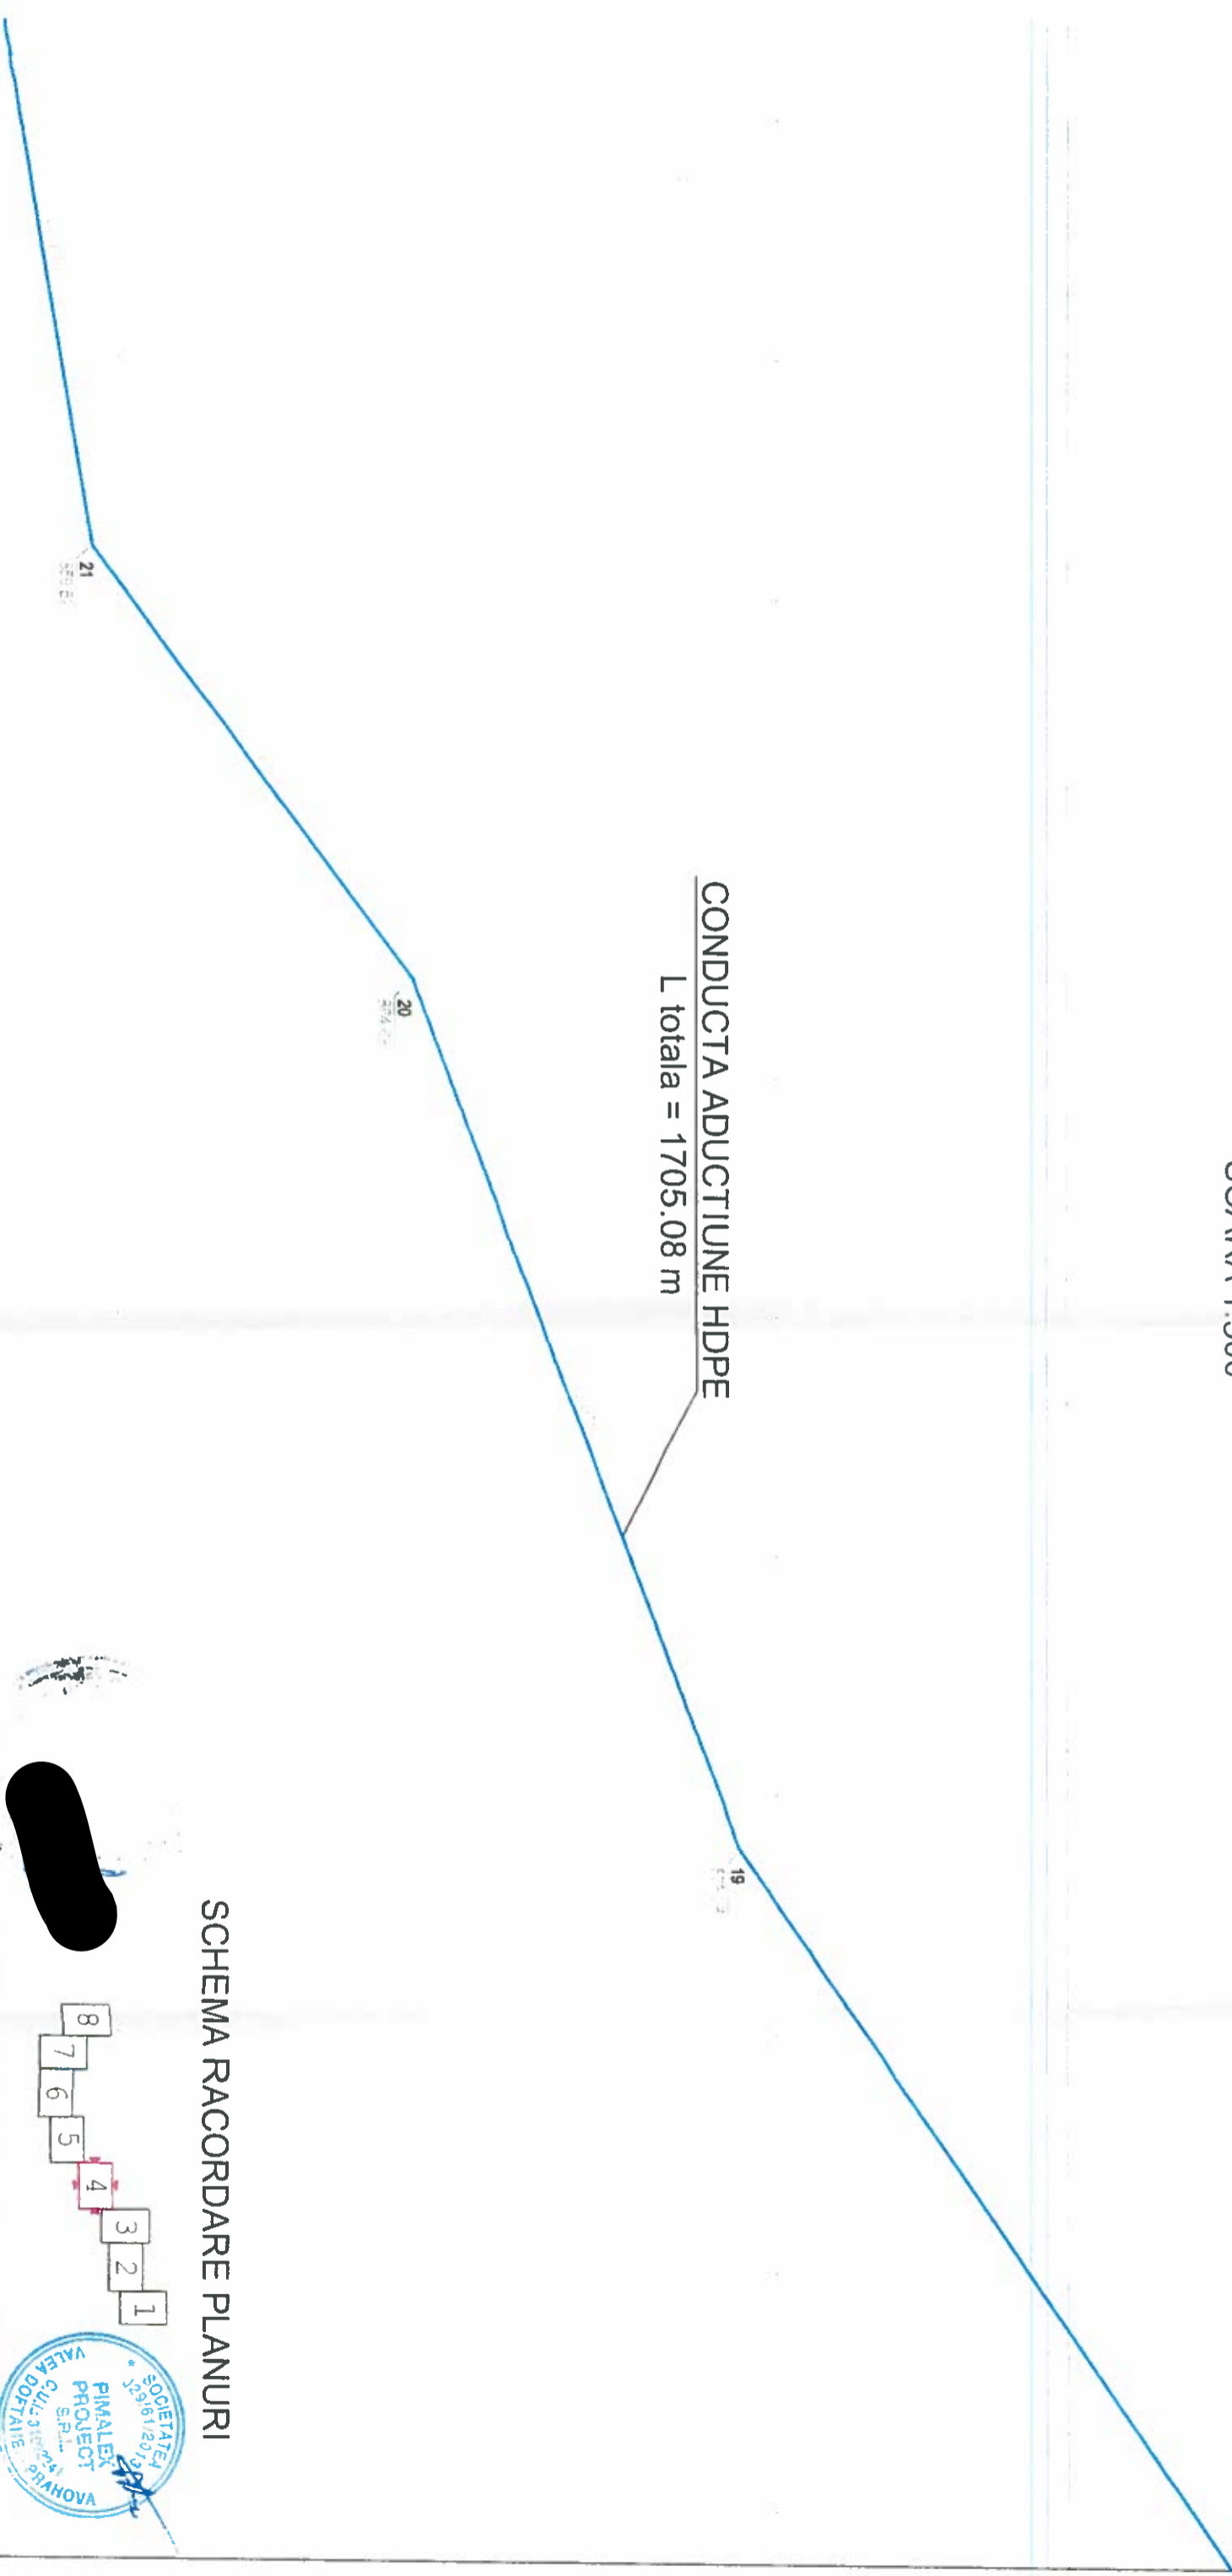 CONDUCTA ADUCTIUNE HDPE
L totala = 1705.08 m
21
20
19
SCHEMA RACORDARE PLANURI
8
7
6
5
4
3
2
1
SOCIETATEA
PIMALEX
PROJECT
S.R.L.
VALEA DOFTANEI PRAHOVA